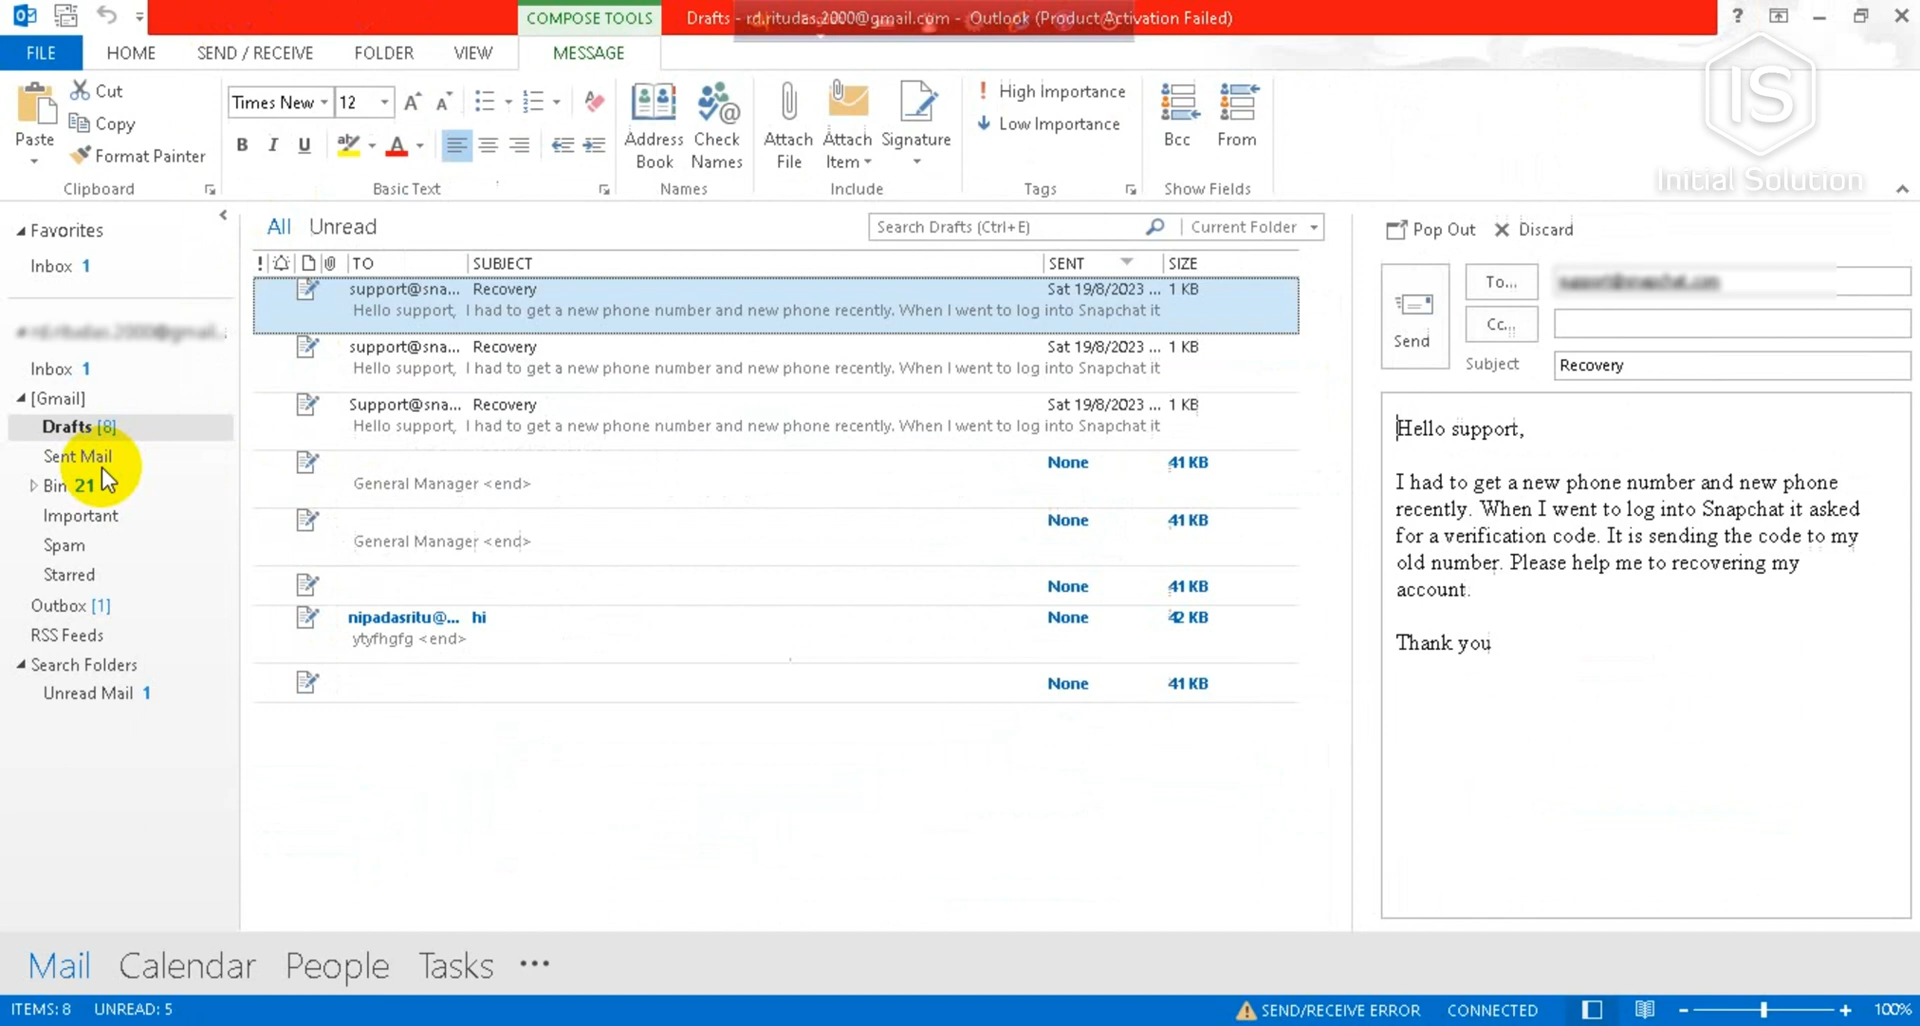 COMPOSE TOOLS
Drafts - rd.ritudas.2000@gmail.com - Outlook (Product Activation Failed)
?
FILE HOME SEND / RECEIVE FOLDER VIEW MESSAGE
IS
Initial Solution
Paste
Cut
Copy
Format Painter
Clipboard
Times New 12
B I U
Basic Text
Address Book
Check Names
Names
Attach File
Attach Item
Signature
Include
High Importance
Low Importance
Tags
Bcc
From
Show Fields
Favorites
Inbox 1
Inbox 1
[Gmail]
Drafts [8]
Sent Mail
Bin 21
Important
Spam
Starred
Outbox [1]
RSS Feeds
Search Folders
Unread Mail 1
All Unread
Search Drafts (Ctrl+E) Current Folder
! TO SUBJECT SENT SIZE
support@sna... Recovery Sat 19/8/2023 ... 1 KB
Hello support, I had to get a new phone number and new phone recently. When I went to log into Snapchat it
support@sna... Recovery Sat 19/8/2023 ... 1 KB
Hello support, I had to get a new phone number and new phone recently. When I went to log into Snapchat it
Support@sna... Recovery Sat 19/8/2023 ... 1 KB
Hello support, I had to get a new phone number and new phone recently. When I went to log into Snapchat it
None 41 KB
General Manager <end>
None 41 KB
General Manager <end>
None 41 KB
nipadasritu@... hi None 42 KB
ytyfhgfg <end>
None 41 KB
Pop Out Discard
Send
To...
Cc...
Subject Recovery
Hello support,
I had to get a new phone number and new phone
recently. When I went to log into Snapchat it asked
for a verification code. It is sending the code to my
old number. Please help me to recovering my
account.
Thank you
Mail Calendar People Tasks ...
ITEMS: 8 UNREAD: 5
SEND/RECEIVE ERROR CONNECTED 100%